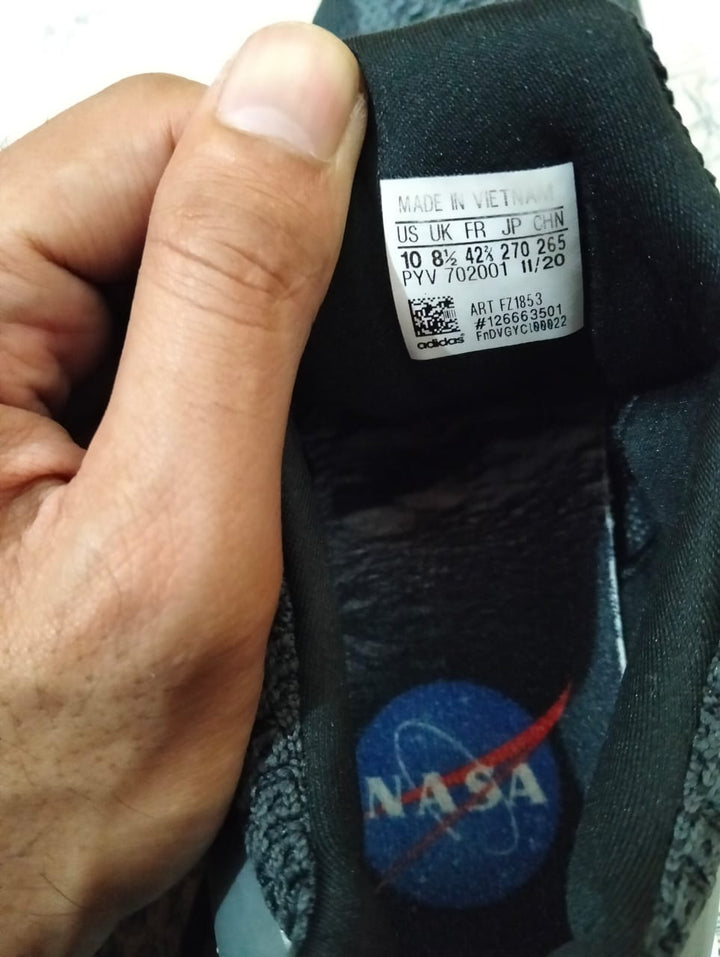 MADE IN VIETNAM
US UK FR JP CHN
10 8½ 42⅔ 270 265
PYV 702001 11/20
ART FZ1853
#126663501
FnDVGYCl00022
adidas
NASA